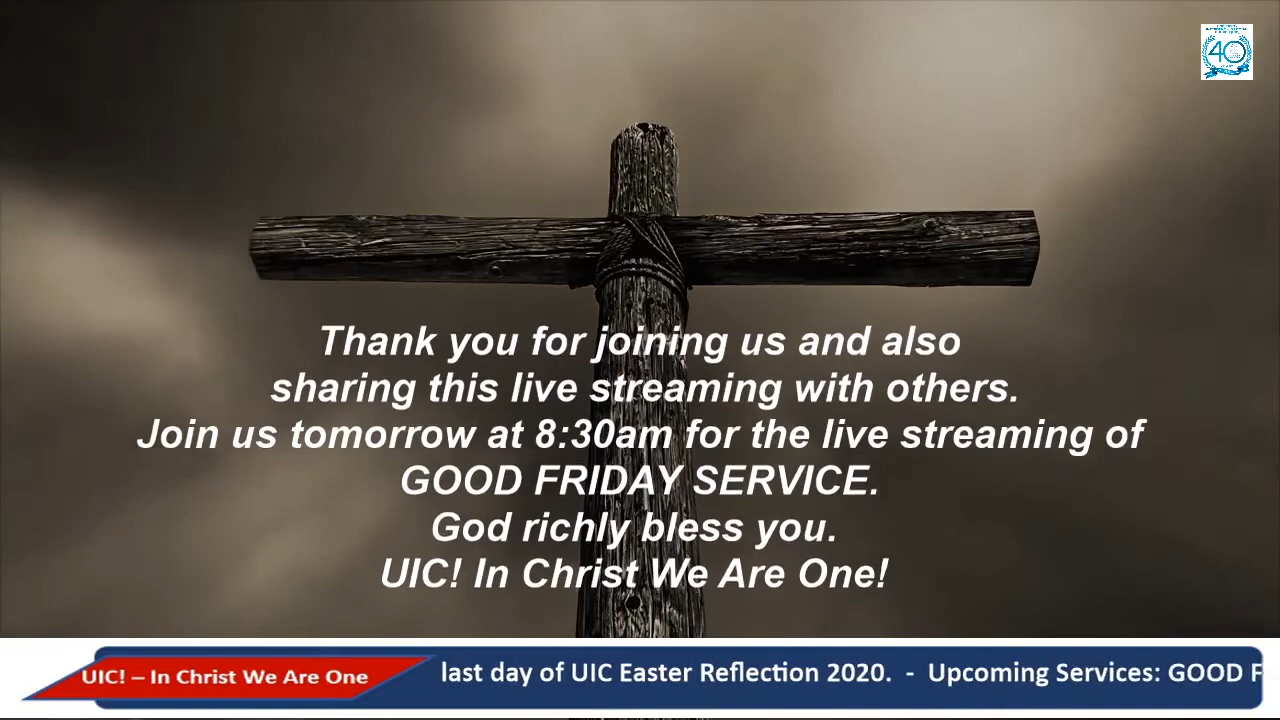 40
Thank you for joining us and also
sharing this live streaming with others.
Join us tomorrow at 8:30am for the live streaming of
GOOD FRIDAY SERVICE.
God richly bless you.
UIC! In Christ We Are One!
UIC! – In Christ We Are One
last day of UIC Easter Reflection 2020. - Upcoming Services: GOOD F